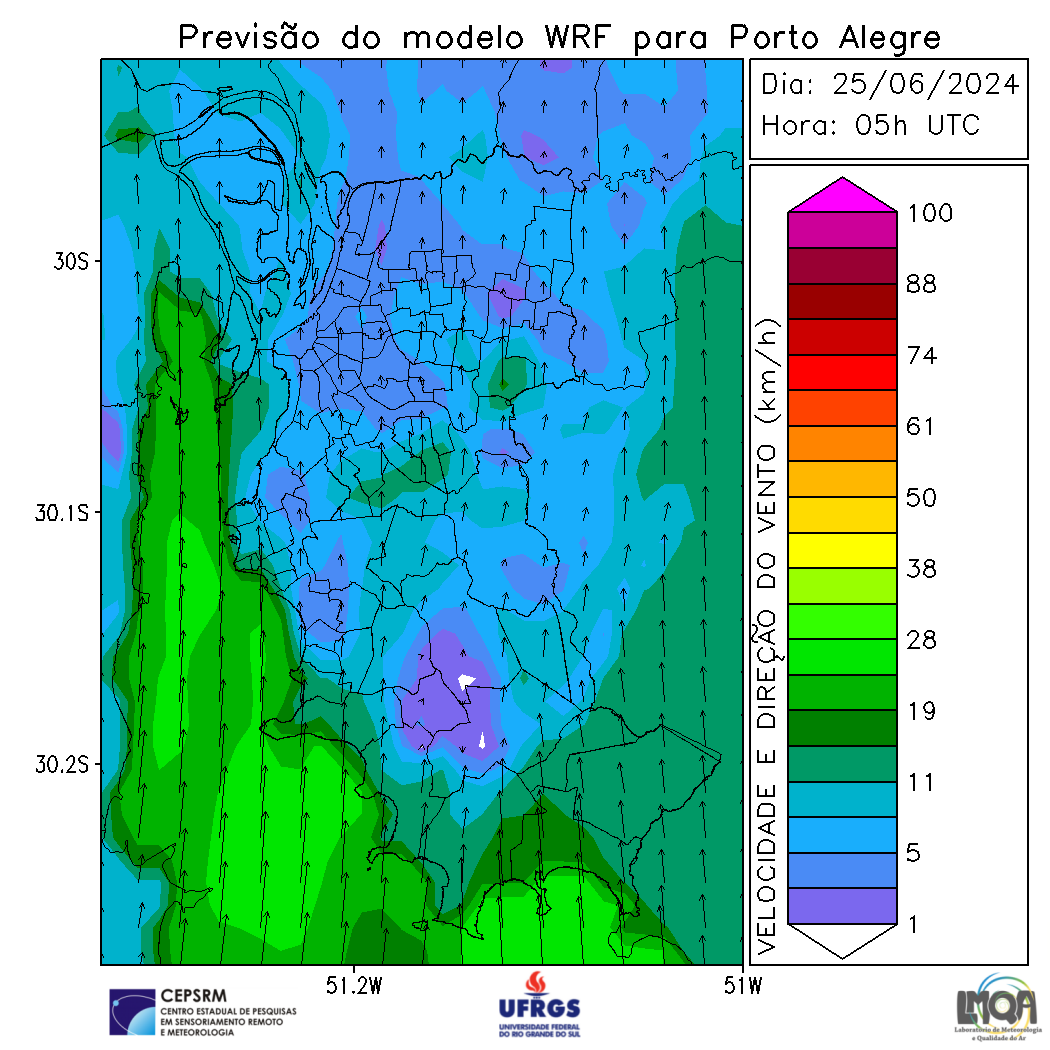 Previsão do modelo WRF para Porto Alegre
Dia: 25/06/2024
Hora: 05h UTC
30S
30.1S
30.2S
51.2W
51W
VELOCIDADE E DIREÇÃO DO VENTO (km/h)
100
88
74
61
50
38
28
19
11
5
1
CEPSRM
CENTRO ESTADUAL DE PESQUISAS
EM SENSORIAMENTO REMOTO
E METEOROLOGIA
UFRGS
UNIVERSIDADE FEDERAL
DO RIO GRANDE DO SUL
LMQA
Laboratório de Meteorologia
e Qualidade do Ar